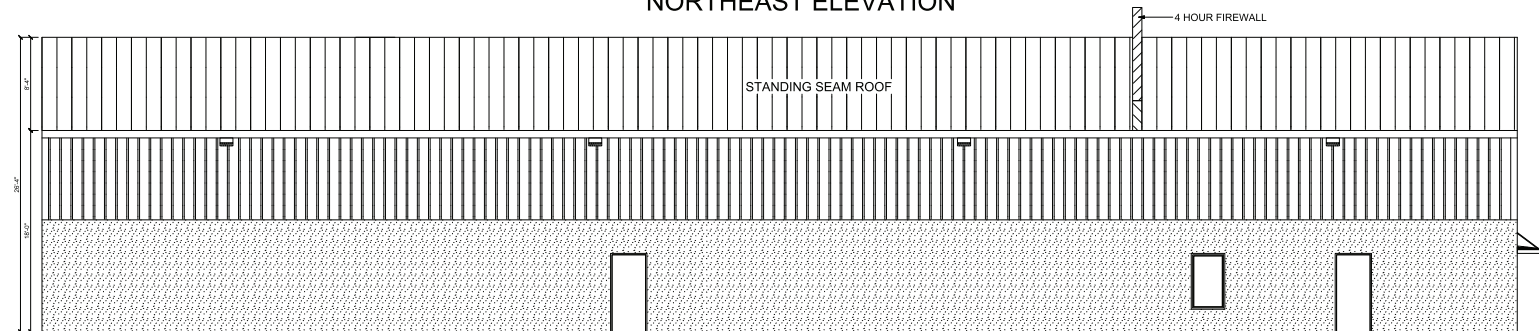 NORTHEAST ELEVATION
4 HOUR FIREWALL
8'-4"
STANDING SEAM ROOF
26'-4"
18'-0"